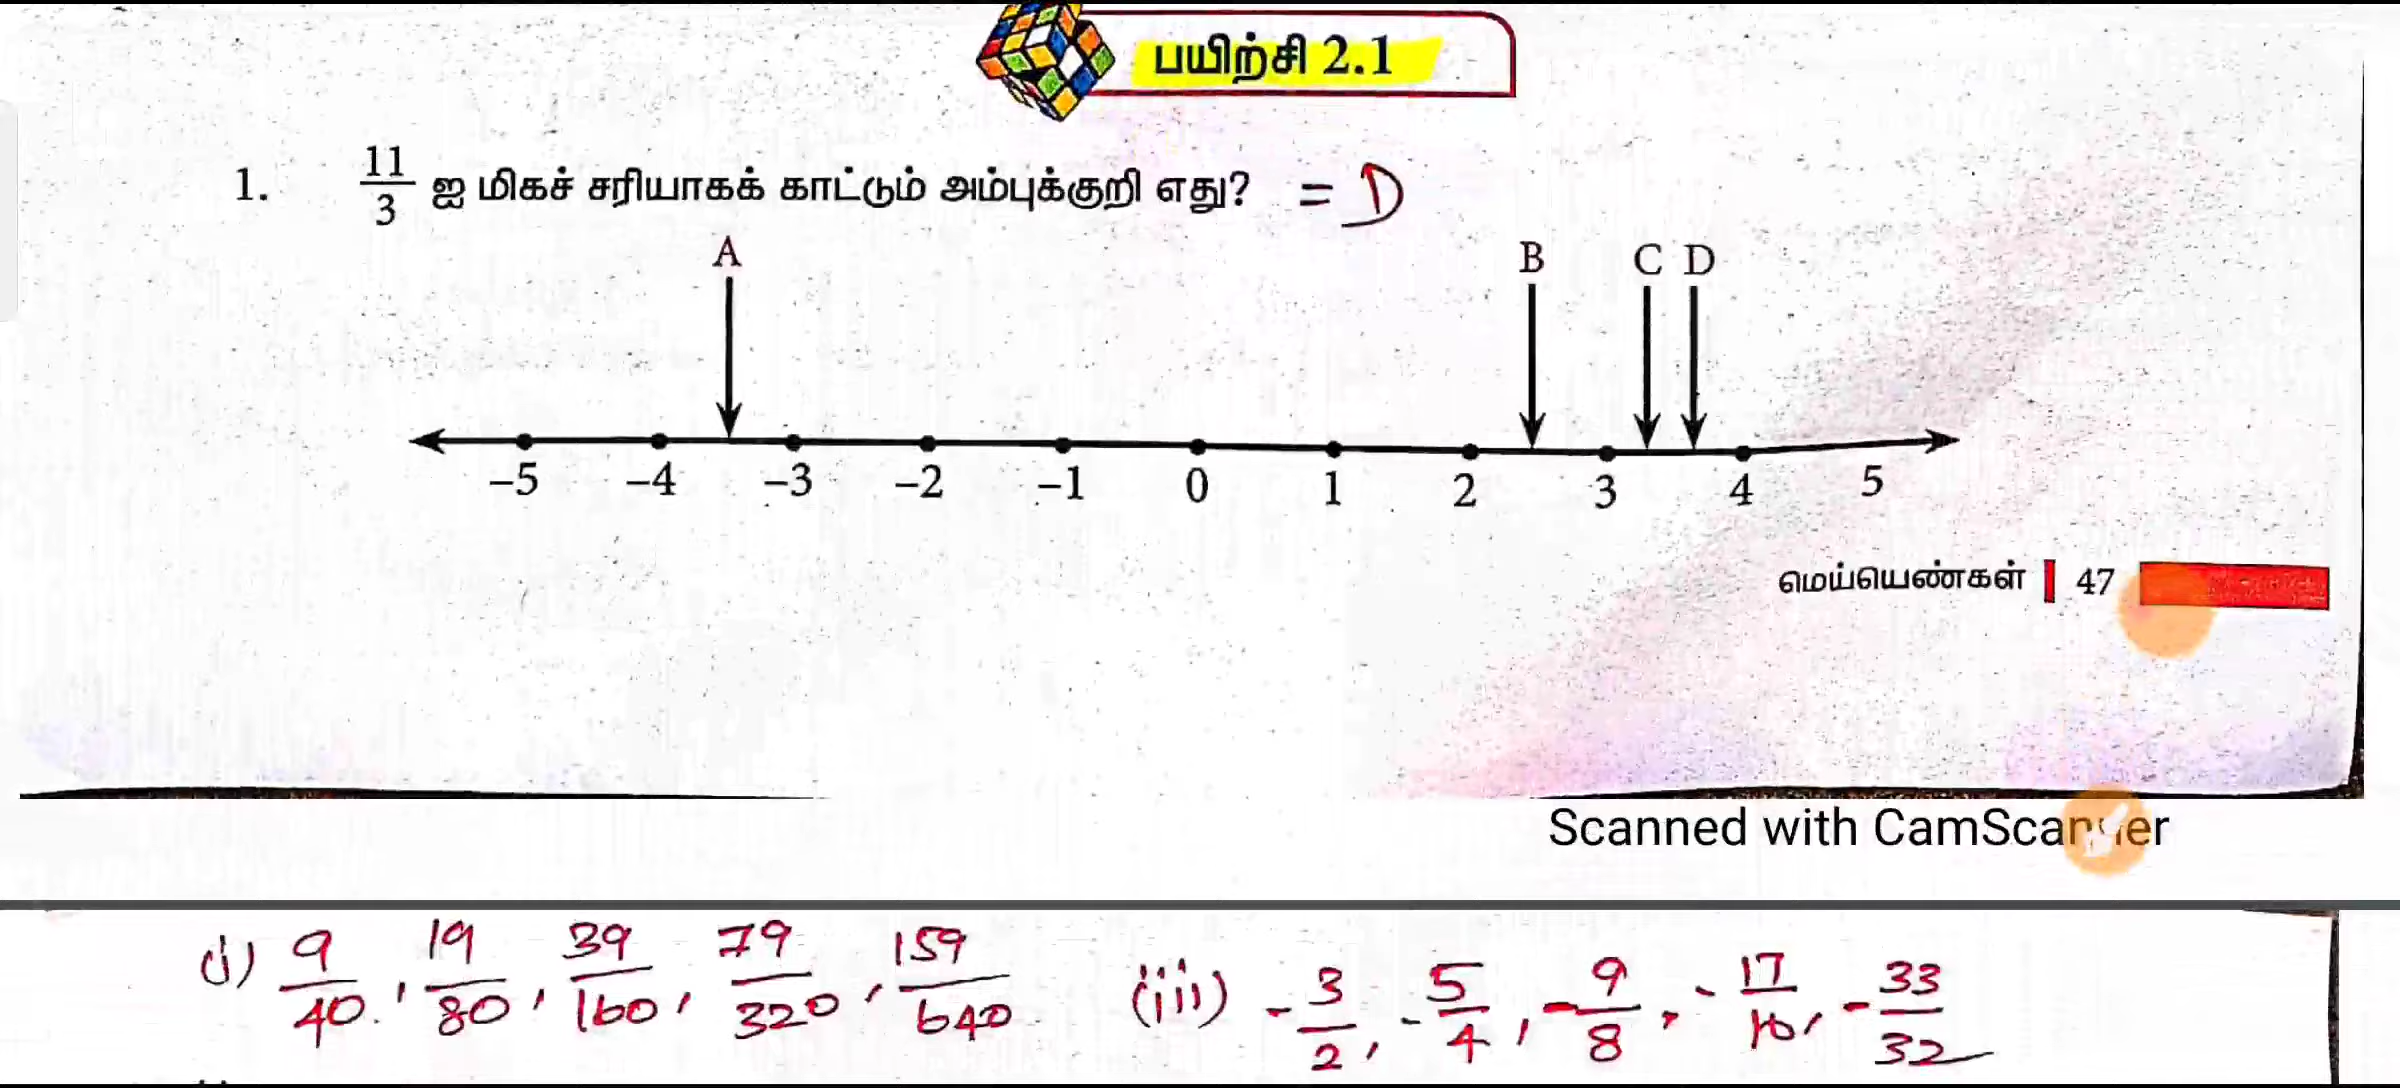 பயிற்சி 2.1
1. 11/3 ஐ மிகச் சரியாகக் காட்டும் அம்புக்குறி எது? = D
A B C D
−5 −4 −3 −2 −1 0 1 2 3 4 5
மெய்யெண்கள் 47
Scanned with CamScanner
9/40, 19/80, 39/160, 79/320, 159/640 (iii) -3/2, -5/4, -9/8, -17/16, -33/32